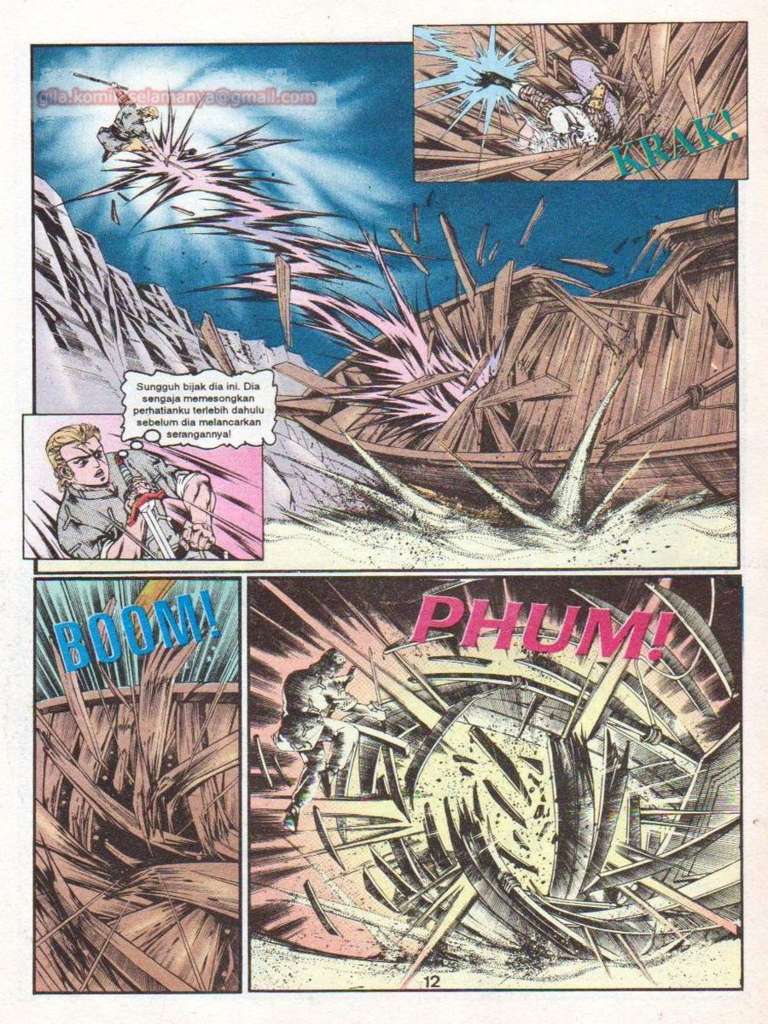 gila.komik.selamanya@gmail.com
KRAK!
Sungguh bijak dia ini. Dia
sengaja memesongkan
perhatianku terlebih dahulu
sebelum dia melancarkan
serangannya!
BOOM!
PHUM!
12